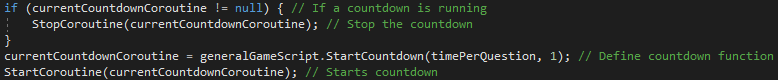 if (currentCountdownCoroutine != null) { // If a countdown is running
    StopCoroutine(currentCountdownCoroutine); // Stop the countdown
}
currentCountdownCoroutine = generalGameScript.StartCountdown(timePerQuestion, 1); // Define countdown function
StartCoroutine(currentCountdownCoroutine); // Starts countdown